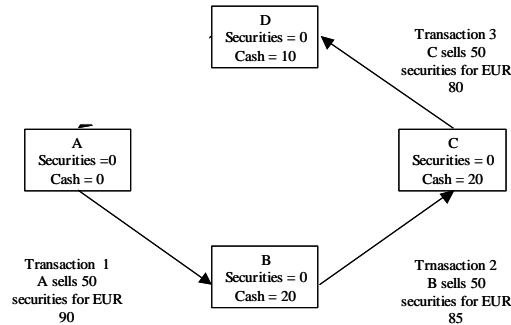 D
Securities = 0
Cash = 10
Transaction 3
C sells 50
securities for EUR
80
A
Securities =0
Cash = 0
C
Securities = 0
Cash = 20
Transaction 1
A sells 50
securities for EUR
90
B
Securities = 0
Cash = 20
Trnasaction 2
B sells 50
securities for EUR
85